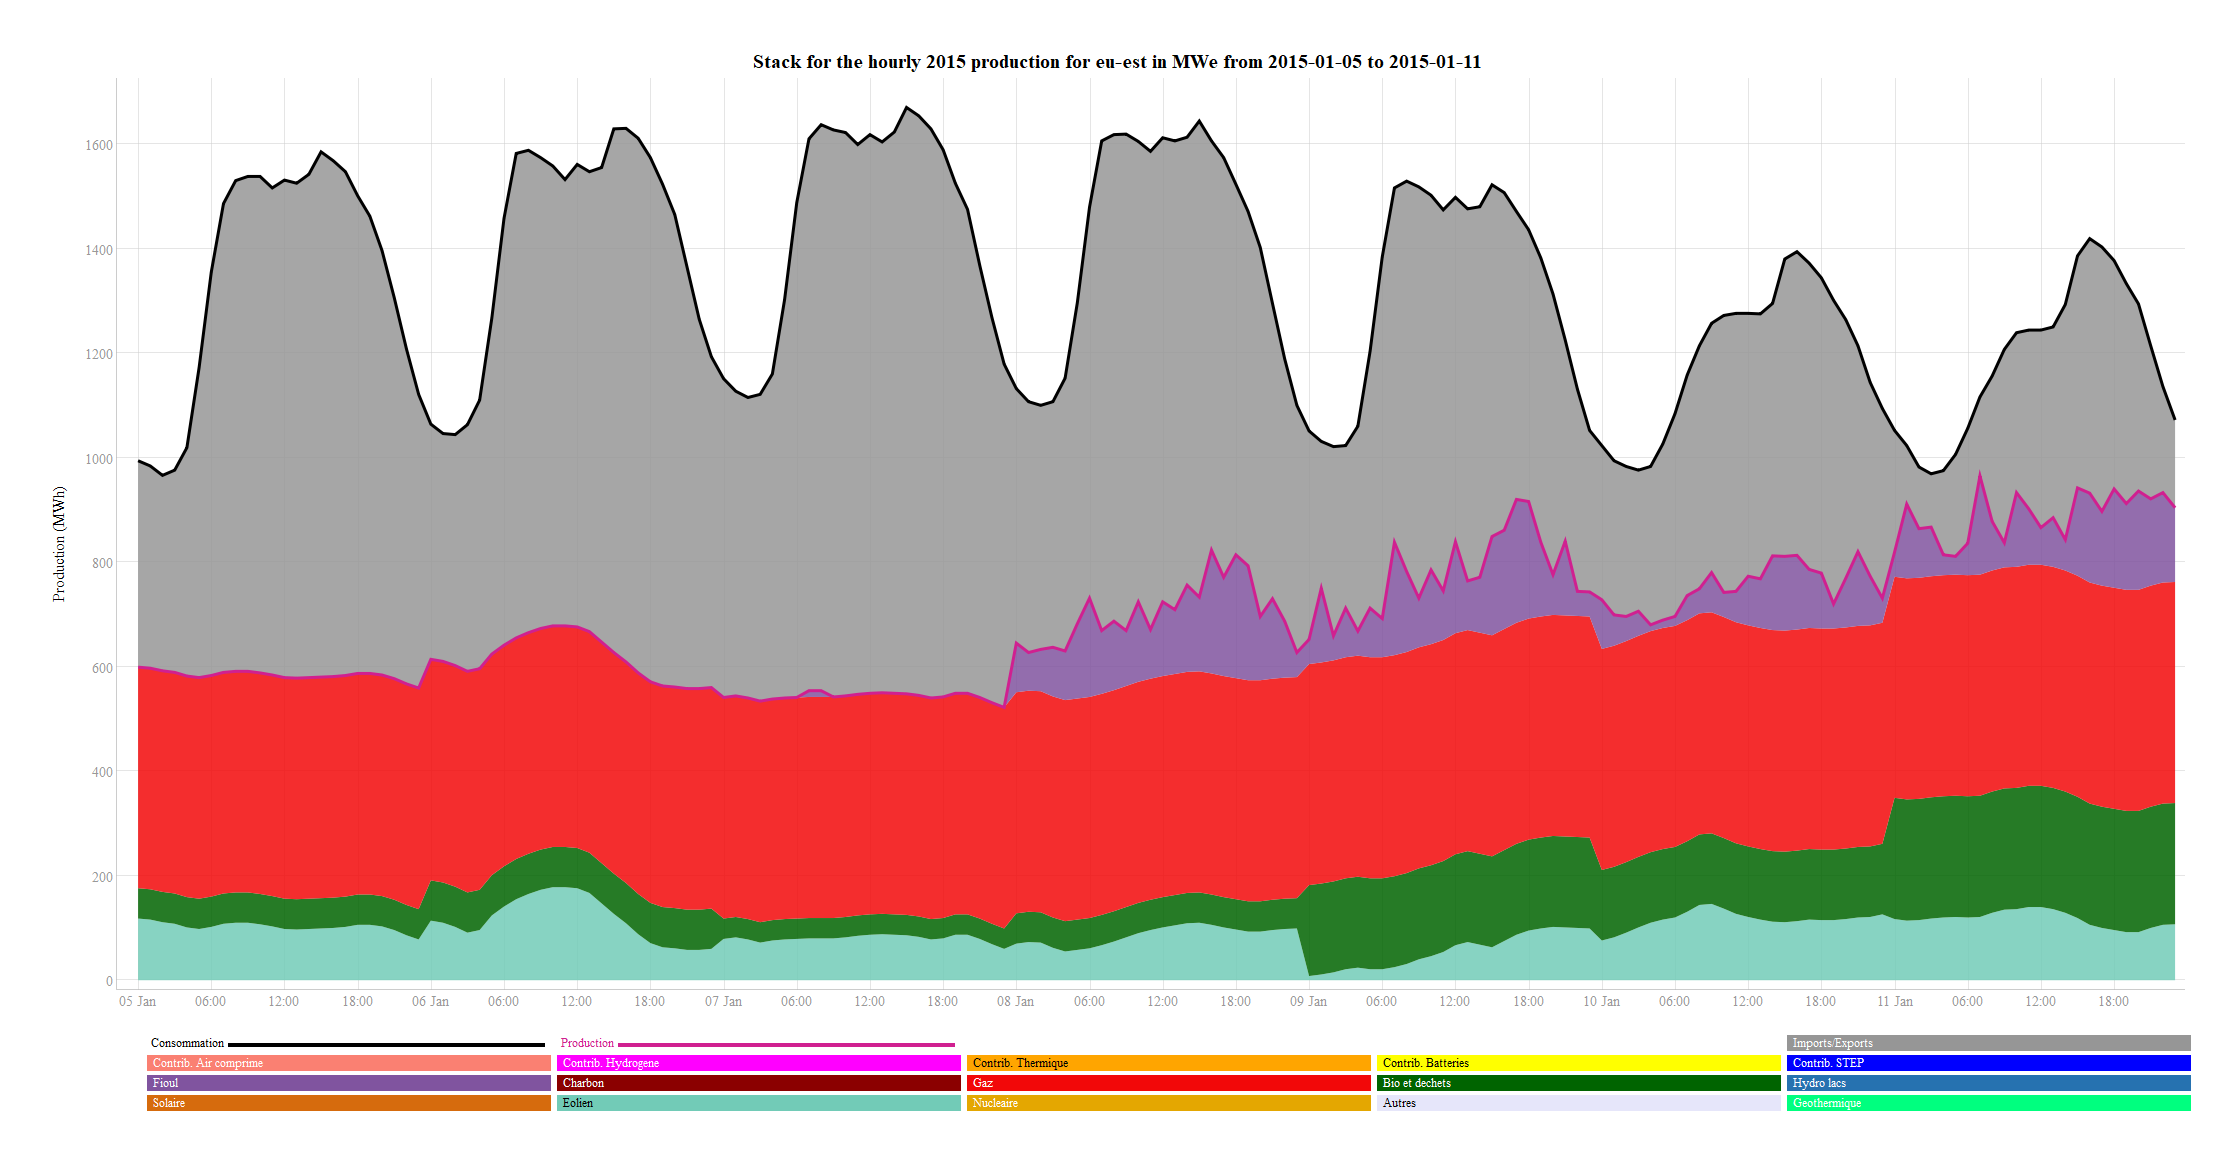 Stack for the hourly 2015 production for eu-est in MWe from 2015-01-05 to 2015-01-11
Production (MWh)
1600
1400
1200
1000
800
600
400
200
0
05 Jan 06:00 12:00 18:00 06 Jan 06:00 12:00 18:00 07 Jan 06:00 12:00 18:00 08 Jan 06:00 12:00 18:00 09 Jan 06:00 12:00 18:00 10 Jan 06:00 12:00 18:00 11 Jan 06:00 12:00 18:00
Consommation Production Imports/Exports
Contrib. Air comprime Contrib. Hydrogene Contrib. Thermique Contrib. Batteries Contrib. STEP
Fioul Charbon Gaz Bio et dechets Hydro lacs
Solaire Eolien Nucleaire Autres Geothermique